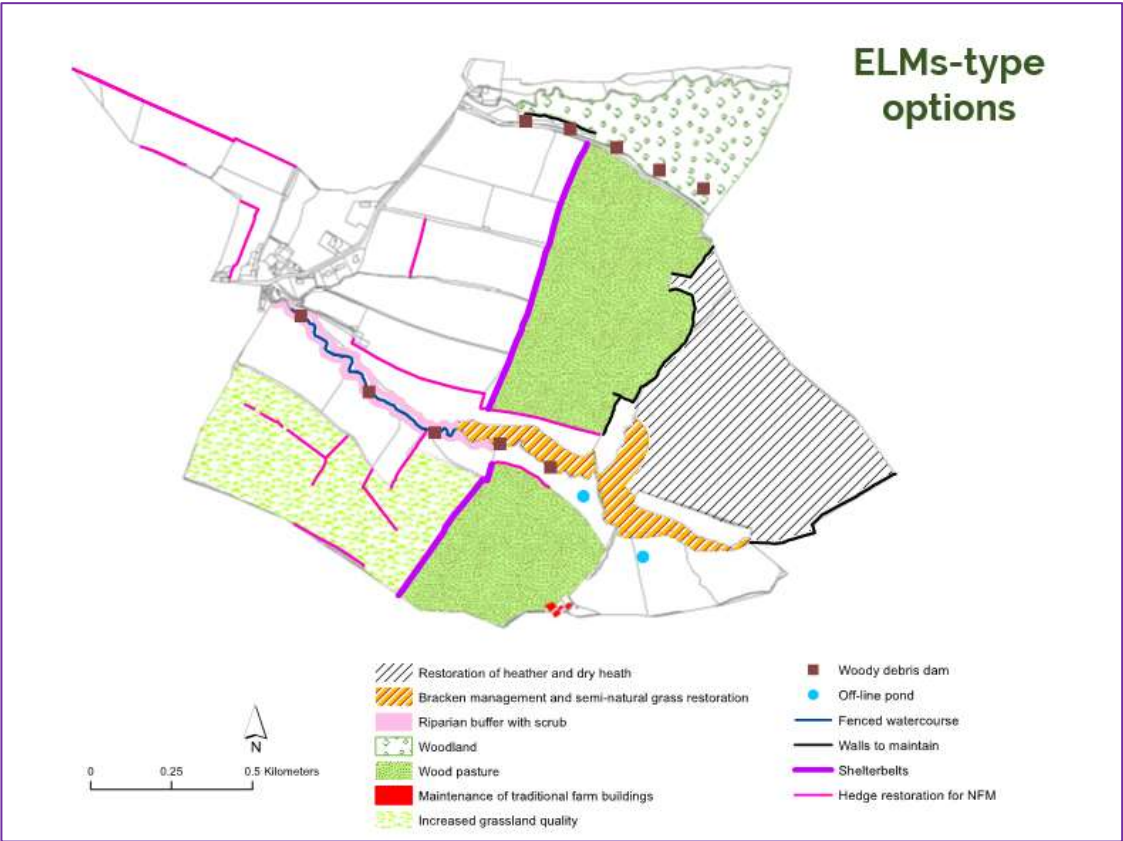 ELMs-type
options
N
0 0.25 0.5 Kilometers
Restoration of heather and dry heath
Bracken management and semi-natural grass restoration
Riparian buffer with scrub
Woodland
Wood pasture
Maintenance of traditional farm buildings
Increased grassland quality
Woody debris dam
Off-line pond
Fenced watercourse
Walls to maintain
Shelterbelts
Hedge restoration for NFM